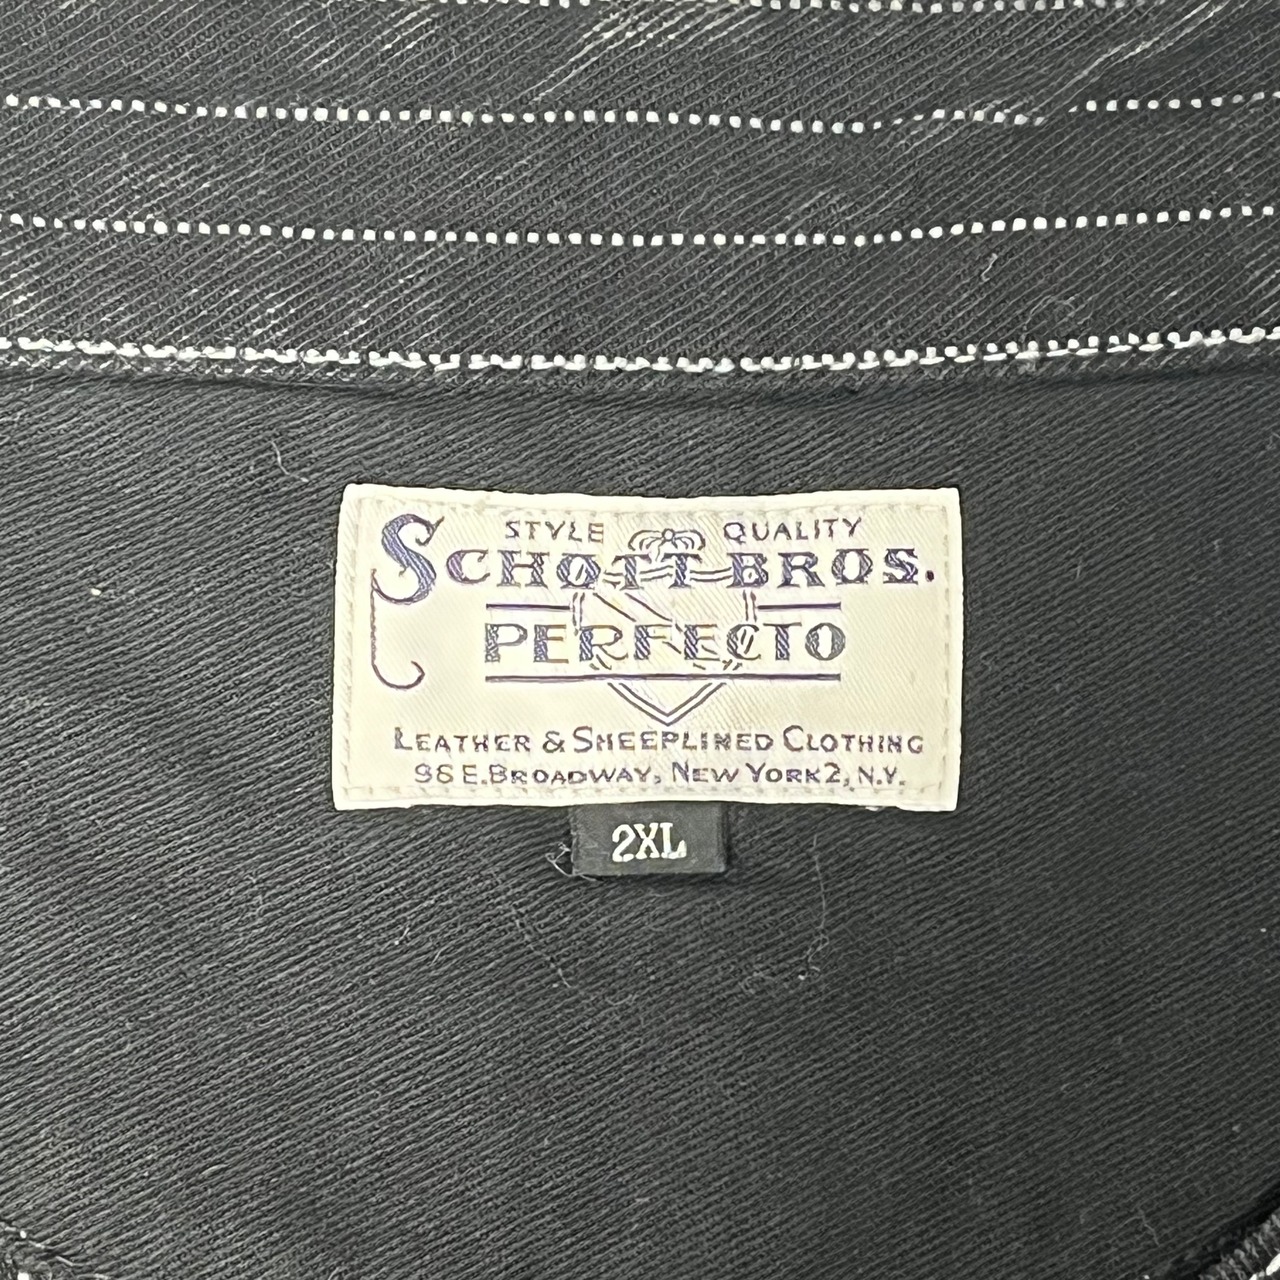 STYLE QUALITY
SCHOTT BROS.
PERFECTO
LEATHER & SHEEPLINED CLOTHING
98 E. BROADWAY, NEW YORK 2, N.Y.
2XL